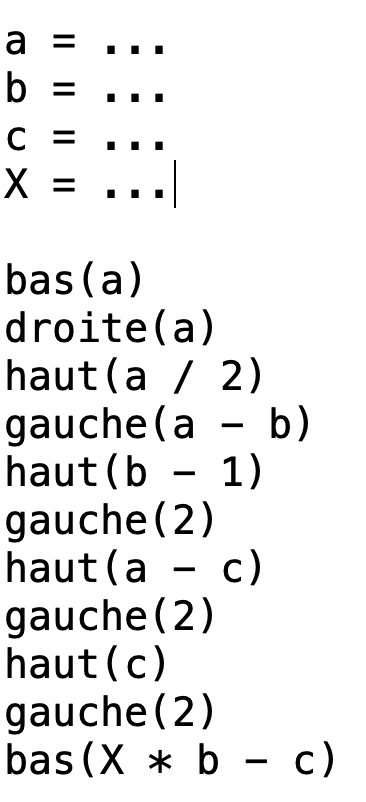 a = ...
b = ...
c = ...
X = ...
bas(a)
droite(a)
haut(a / 2)
gauche(a - b)
haut(b - 1)
gauche(2)
haut(a - c)
gauche(2)
haut(c)
gauche(2)
bas(X * b - c)